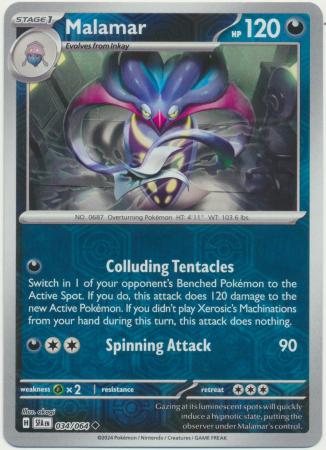 STAGE 1
Malamar
HP 120
Evolves from Inkay
NO. 0687 Overturning Pokémon HT: 4'11" WT: 103.6 lbs.
Colluding Tentacles
Switch in 1 of your opponent's Benched Pokémon to the
Active Spot. If you do, this attack does 120 damage to the
new Active Pokémon. If you didn't play Xerosic's Machinations
from your hand during this turn, this attack does nothing.
Spinning Attack 90
weakness ×2 resistance retreat
Illus. akagi
H SFA EN 034/064
Gazing at its luminescent spots will quickly
induce a hypnotic state, putting the
observer under Malamar's control.
©2024 Pokémon / Nintendo / Creatures / GAME FREAK